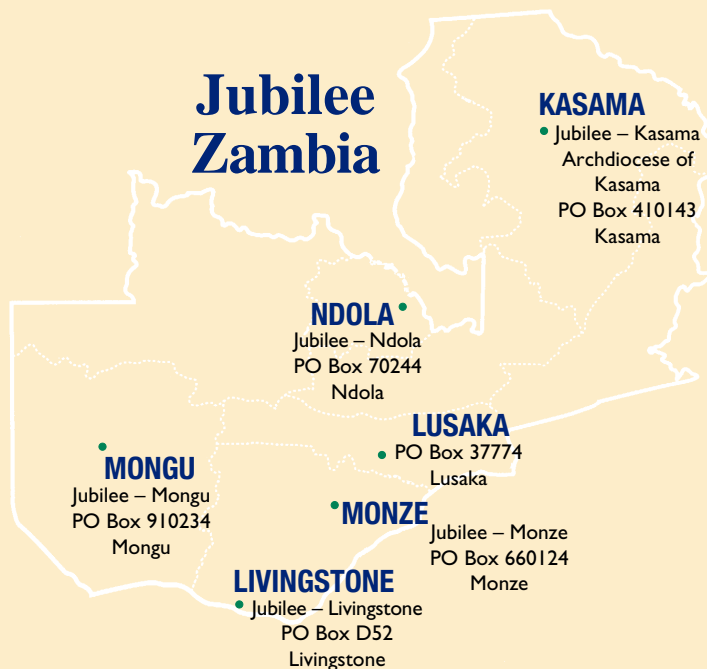 Jubilee
Zambia
KASAMA
Jubilee – Kasama
Archdiocese of
Kasama
PO Box 410143
Kasama
NDOLA
Jubilee – Ndola
PO Box 70244
Ndola
LUSAKA
PO Box 37774
Lusaka
MONGU
Jubilee – Mongu
PO Box 910234
Mongu
MONZE
Jubilee – Monze
PO Box 660124
Monze
LIVINGSTONE
Jubilee – Livingstone
PO Box D52
Livingstone